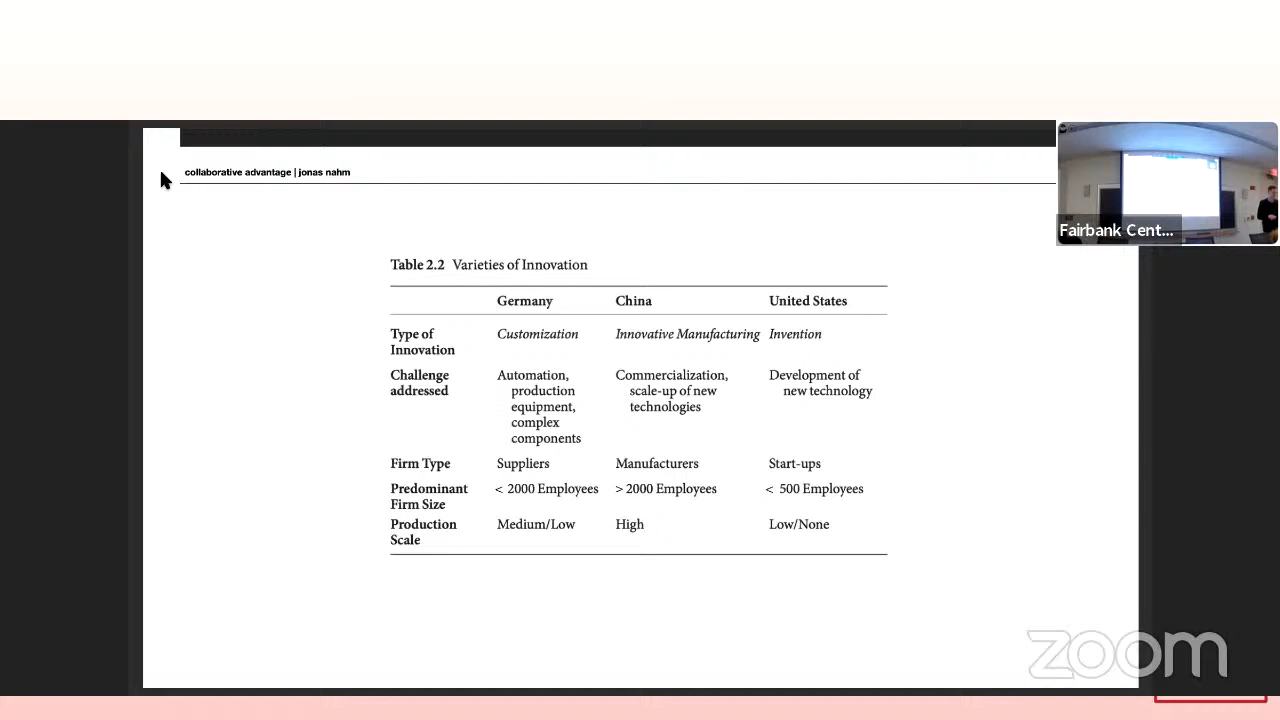 collaborative advantage | jonas nahm
Fairbank Cent...
Table 2.2 Varieties of Innovation
Germany China United States
Type of Innovation Customization Innovative Manufacturing Invention
Challenge addressed Automation, production equipment, complex components Commercialization, scale-up of new technologies Development of new technology
Firm Type Suppliers Manufacturers Start-ups
Predominant Firm Size < 2000 Employees > 2000 Employees < 500 Employees
Production Scale Medium/Low High Low/None
zoom